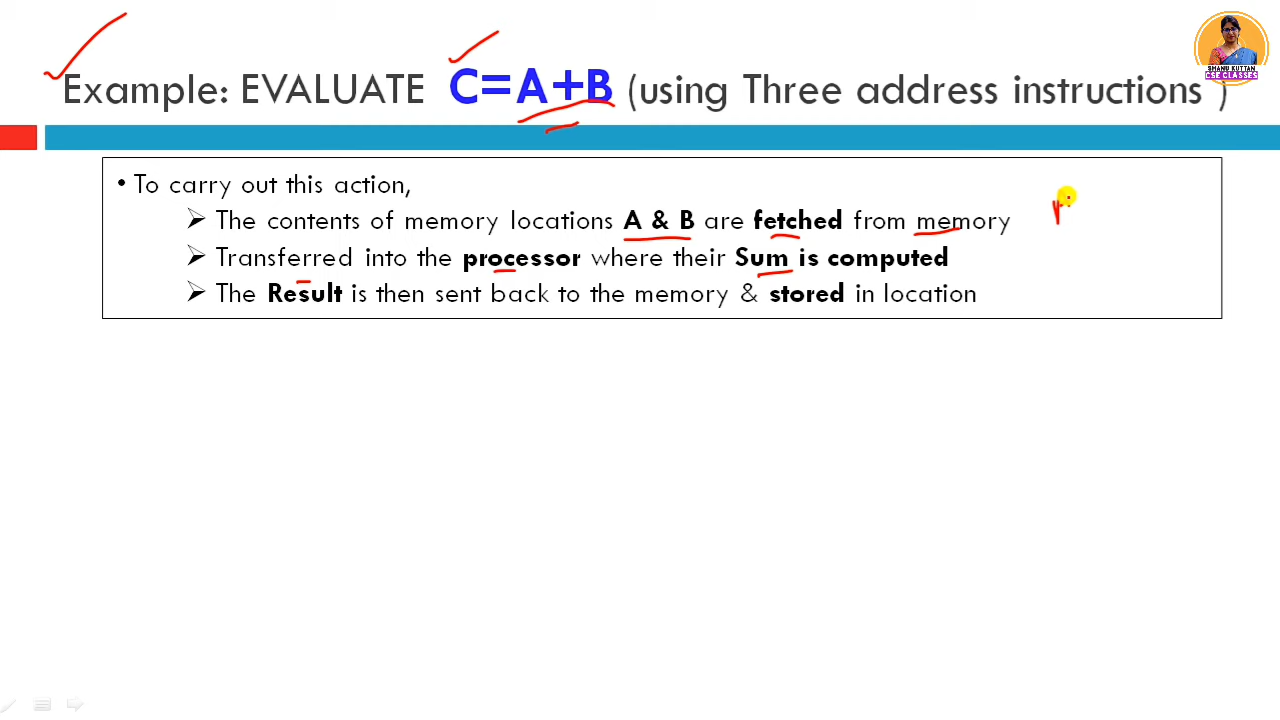 SHANU KUTTAN
CSE CLASSES
Example: EVALUATE C=A+B (using Three address instructions )
• To carry out this action,
➢ The contents of memory locations A & B are fetched from memory
➢ Transferred into the processor where their Sum is computed
➢ The Result is then sent back to the memory & stored in location